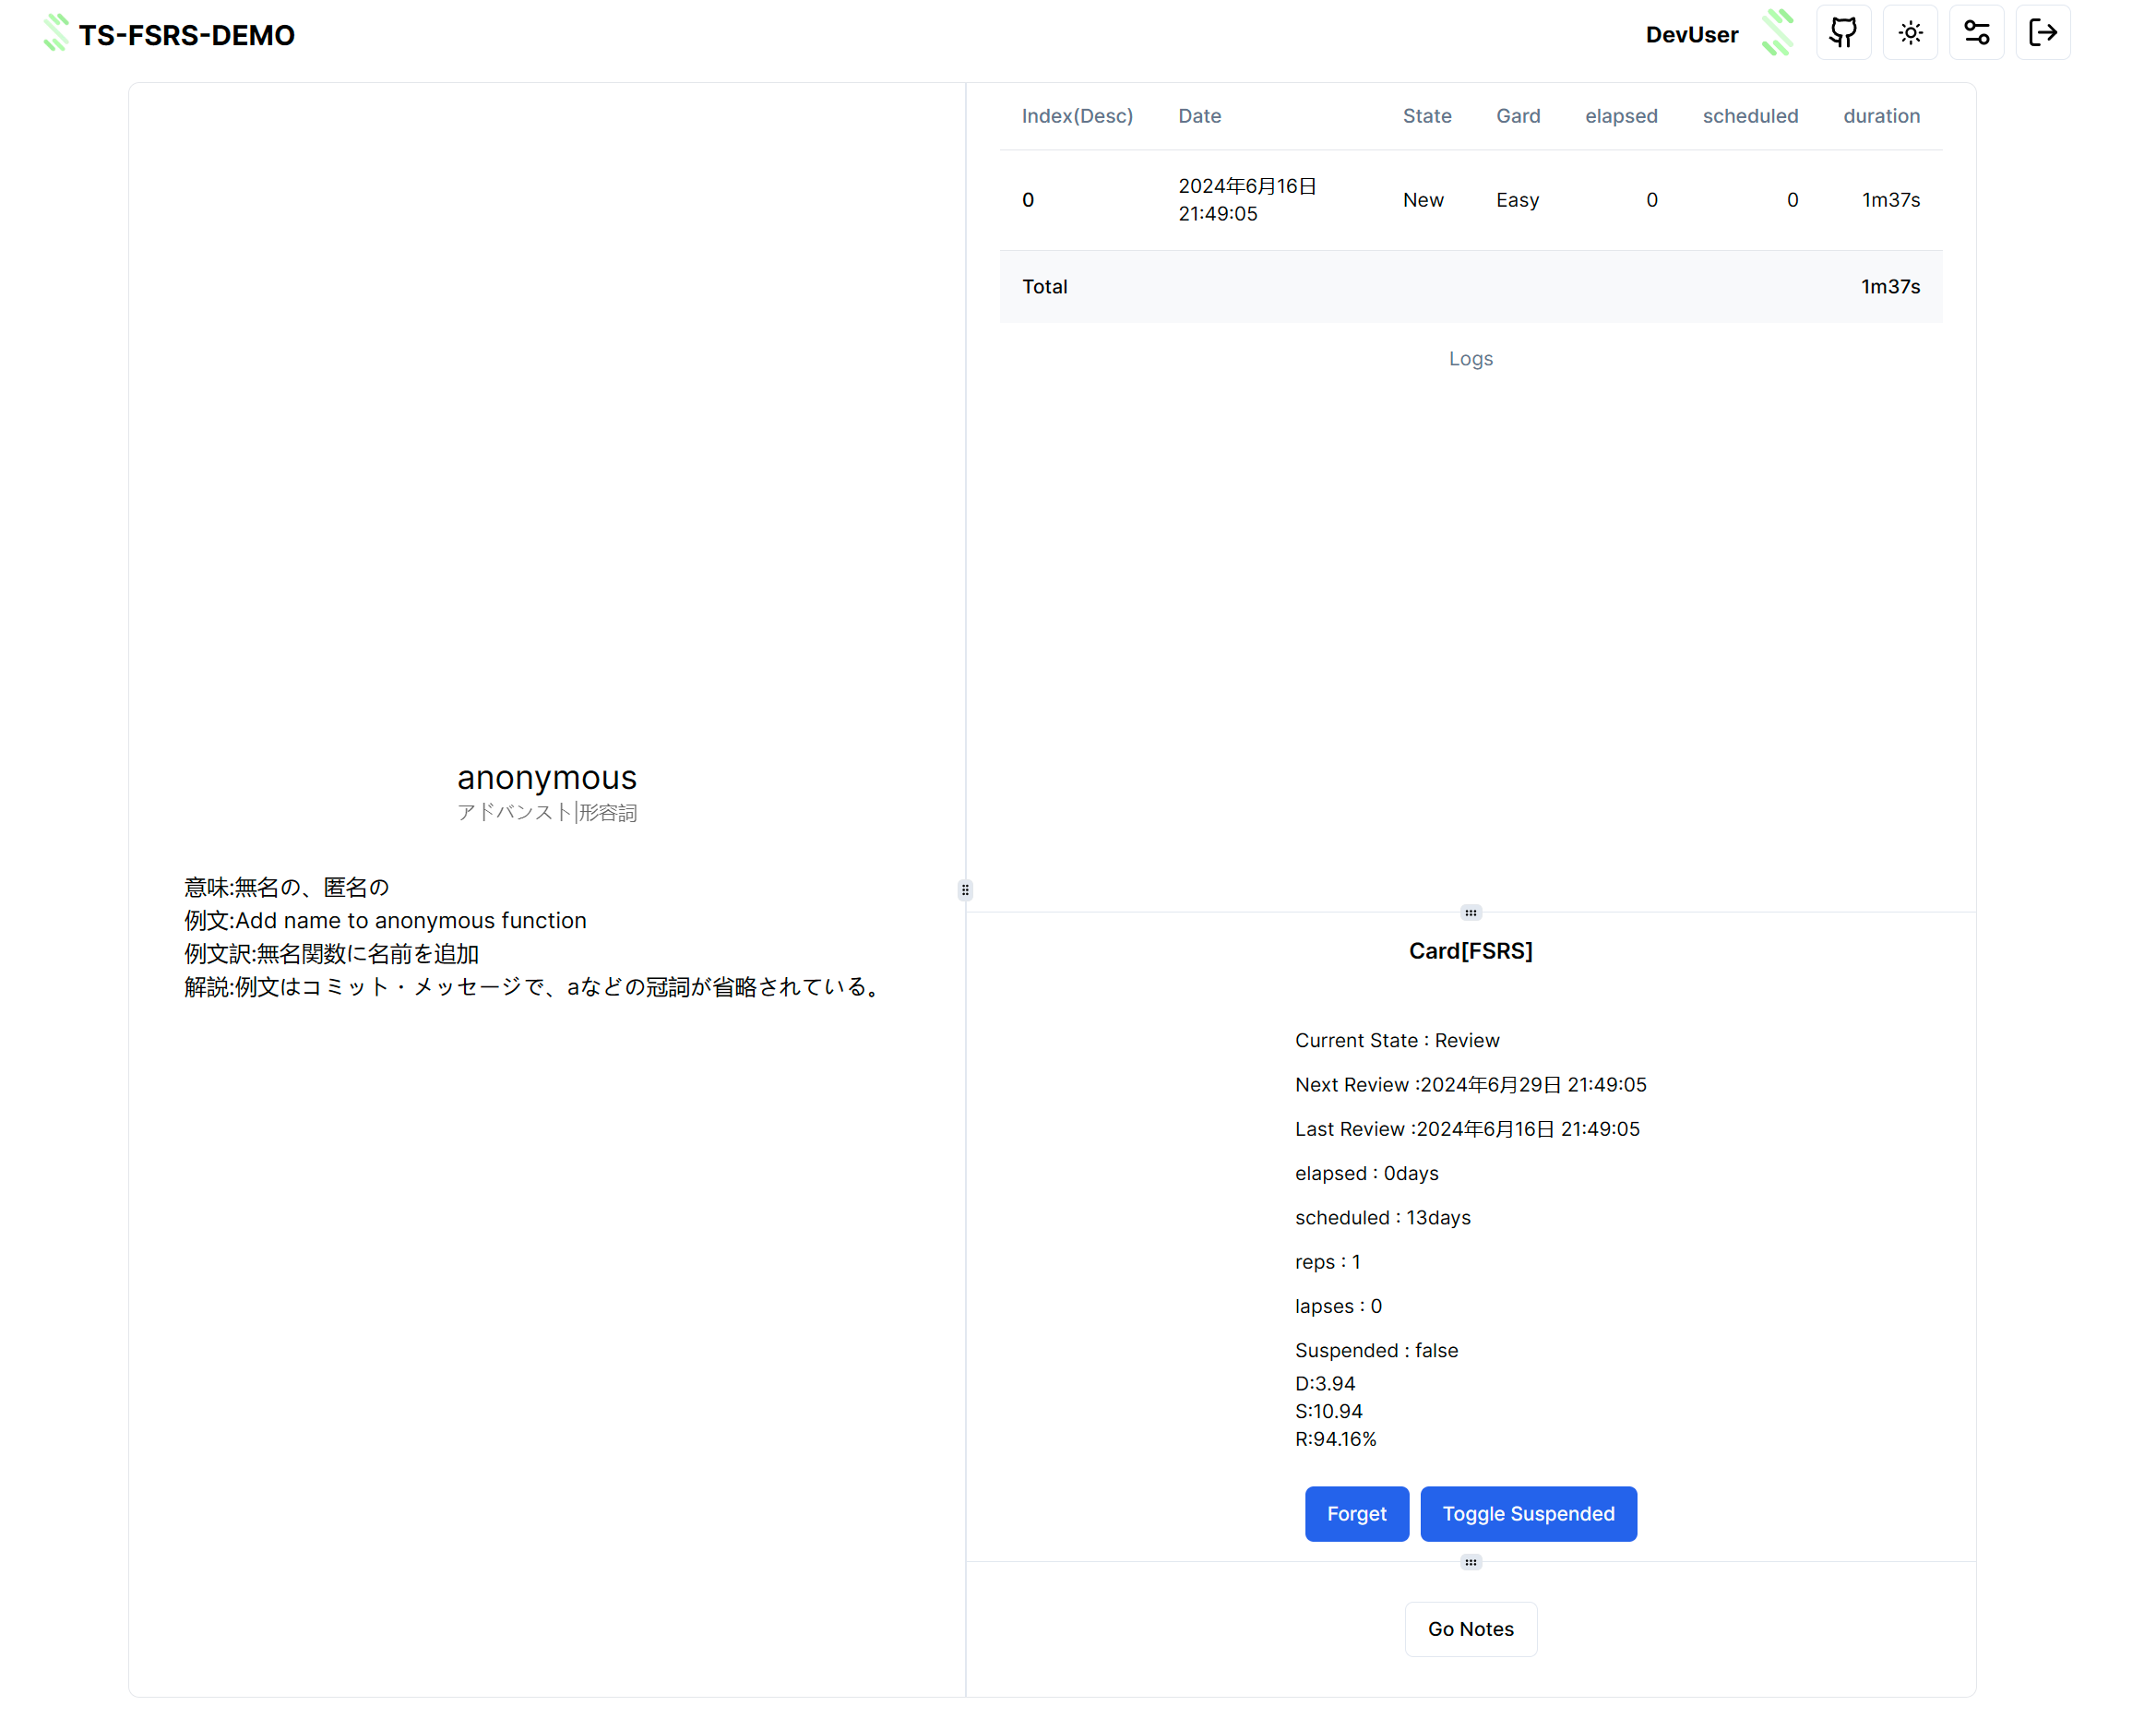 TS-FSRS-DEMO
DevUser
anonymous
アドバンスト|形容詞
意味:無名の、匿名の
例文:Add name to anonymous function
例文訳:無名関数に名前を追加
解説:例文はコミット・メッセージで、aなどの冠詞が省略されている。
Index(Desc) Date State Gard elapsed scheduled duration
0 2024年6月16日 21:49:05 New Easy 0 0 1m37s
Total 1m37s
Logs
Card[FSRS]
Current State : Review
Next Review :2024年6月29日 21:49:05
Last Review :2024年6月16日 21:49:05
elapsed : 0days
scheduled : 13days
reps : 1
lapses : 0
Suspended : false
D:3.94
S:10.94
R:94.16%
Forget Toggle Suspended
Go Notes